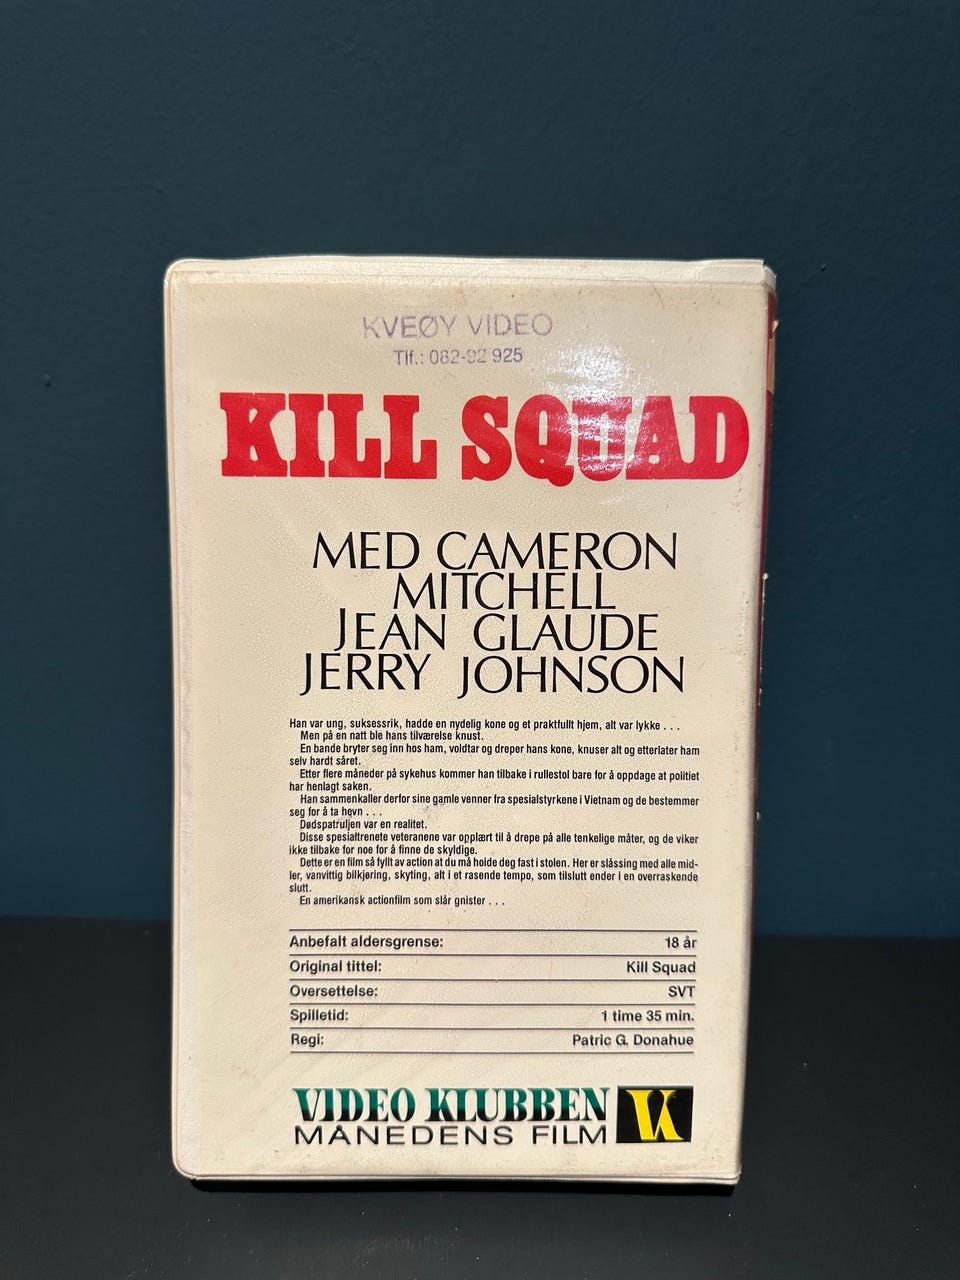 KVEØY VIDEO
Tlf.: 082-92 925
KILL SQUAD
MED CAMERON
MITCHELL
JEAN GLAUDE
JERRY JOHNSON
Han var ung, suksessrik, hadde en nydelig kone og et praktfullt hjem, alt var lykke . . .
Men på en natt ble hans tilværelse knust.
En bande bryter seg inn hos ham, voldtar og dreper hans kone, knuser alt og etterlater ham
selv hardt såret.
Etter flere måneder på sykehus kommer han tilbake i rullestol bare for å oppdage at politiet
har henlagt saken.
Han sammenkaller derfor sine gamle venner fra spesialstyrkene i Vietnam og de bestemmer
seg for å ta hevn . . .
Dødspatruljen var en realitet.
Disse spesialtrenete veteranene var opplært til å drepe på alle tenkelige måter, og de viker
ikke tilbake for noe for å finne de skyldige.
Dette er en film så fylt av action at du må holde deg fast i stolen. Her er slåssing med alle mid-
ler, vanvittig bilkjøring, skyting, alt i et rasende tempo, som tilslutt ender i en overraskende
slutt.
En amerikansk actionfilm som slår gnister . . .
Anbefalt aldersgrense: 18 år
Original tittel: Kill Squad
Oversettelse: SVT
Spilletid: 1 time 35 min.
Regi: Patric G. Donahue
VIDEO KLUBBEN
MÅNEDENS FILM
VK